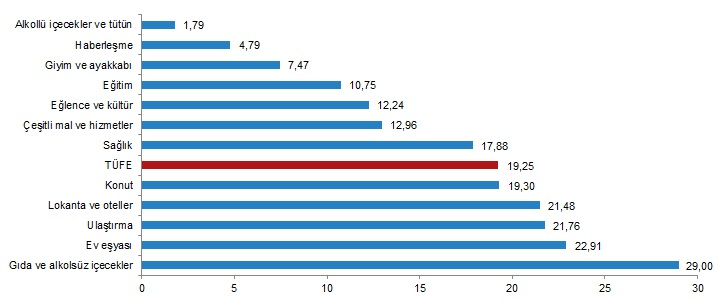 Alkollü içecekler ve tütün 1,79
Haberleşme 4,79
Giyim ve ayakkabı 7,47
Eğitim 10,75
Eğlence ve kültür 12,24
Çeşitli mal ve hizmetler 12,96
Sağlık 17,88
TÜFE 19,25
Konut 19,30
Lokanta ve oteller 21,48
Ulaştırma 21,76
Ev eşyası 22,91
Gıda ve alkolsüz içecekler 29,00
0 5 10 15 20 25 30